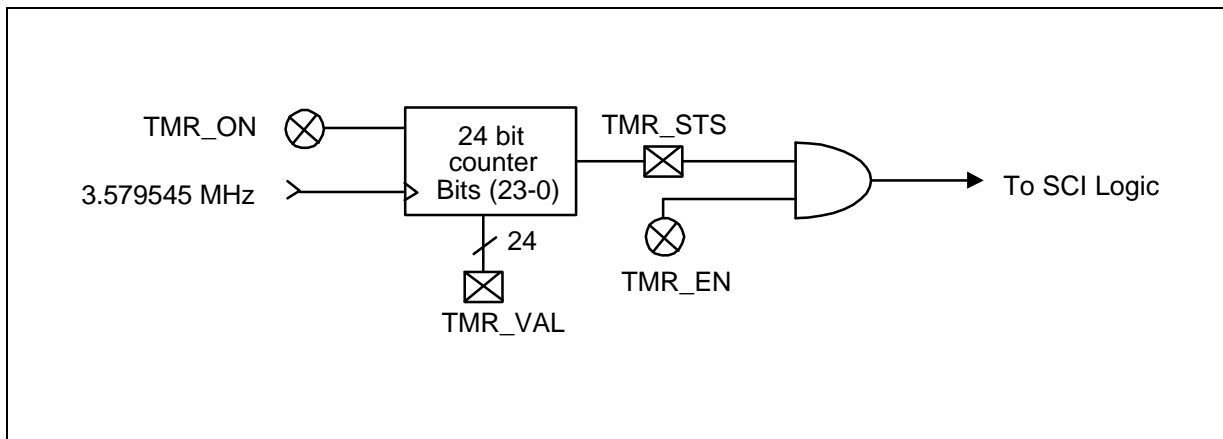 TMR_ON
24 bit
counter
Bits (23-0)
TMR_STS
3.579545 MHz
To SCI Logic
24
TMR_EN
TMR_VAL